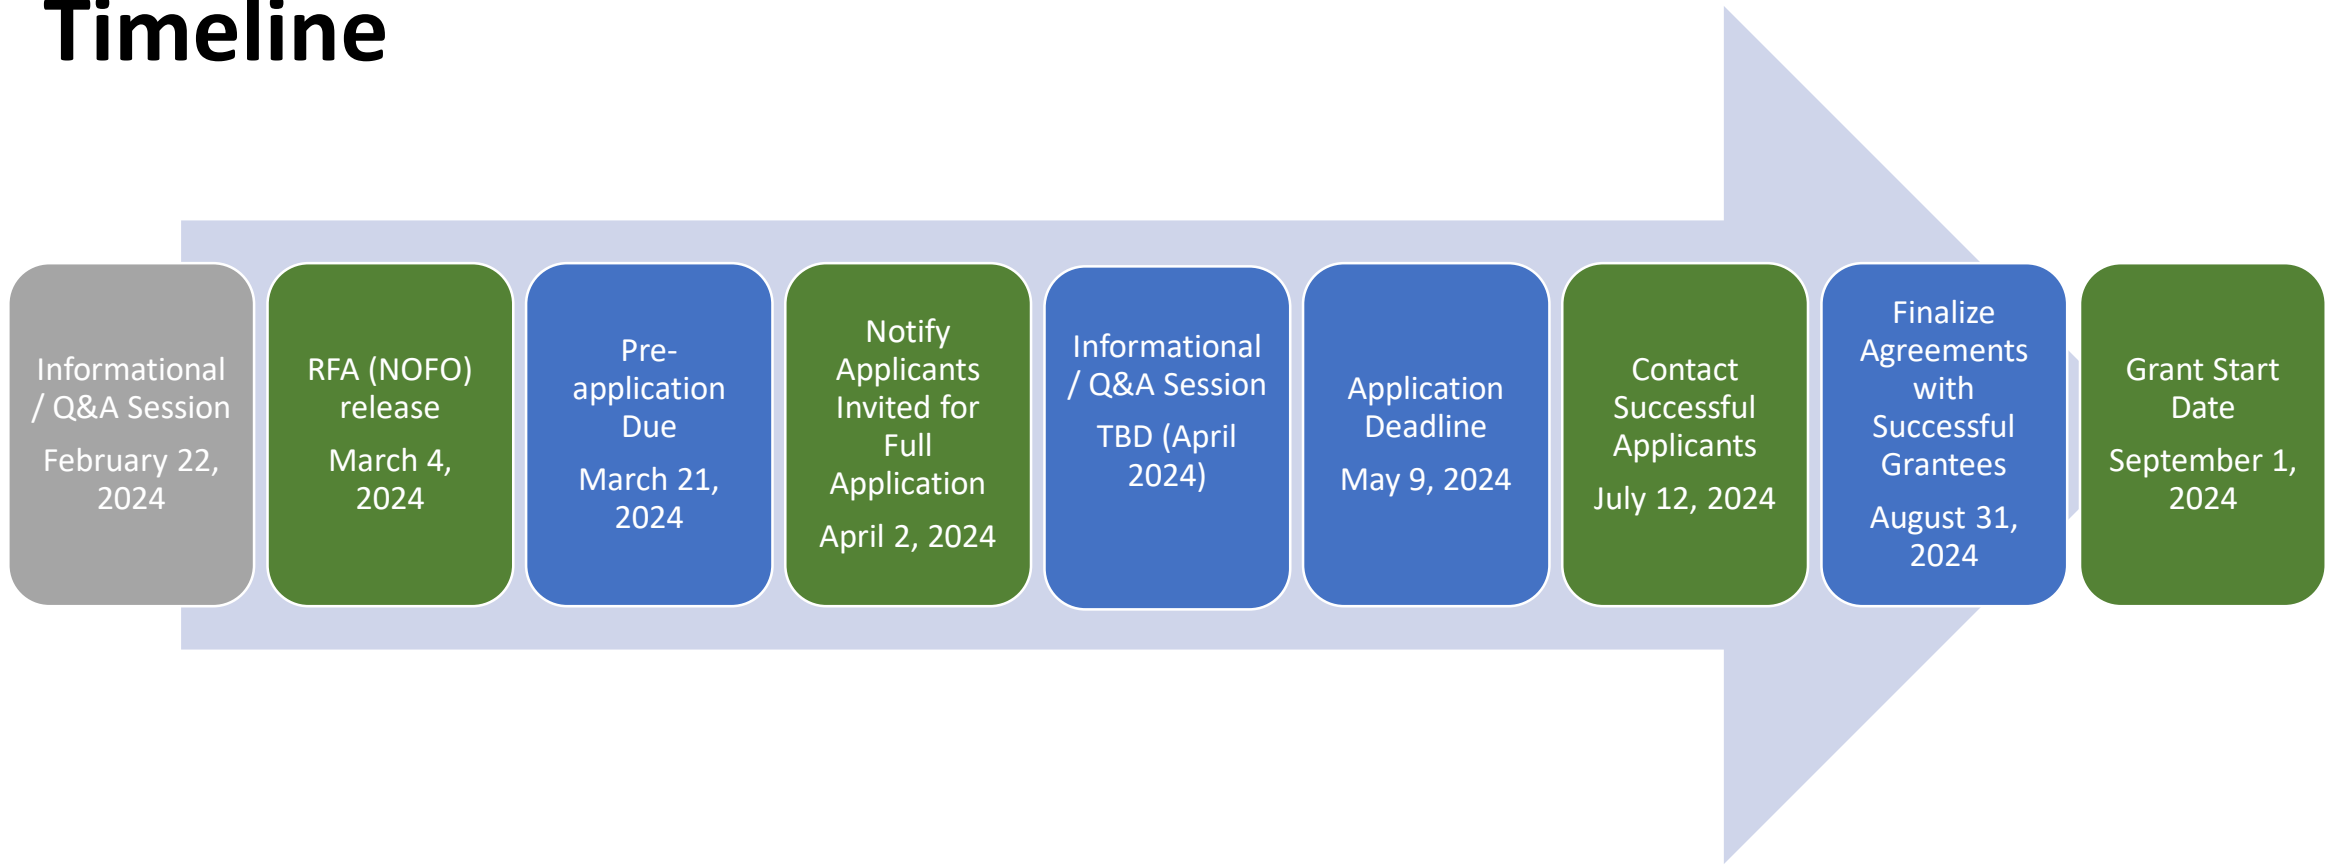 Timeline
Informational
/ Q&A Session
February 22,
2024
RFA (NOFO)
release
March 4,
2024
Pre-
application
Due
March 21,
2024
Notify
Applicants
Invited for
Full
Application
April 2, 2024
Informational
/ Q&A Session
TBD (April
2024)
Application
Deadline
May 9, 2024
Contact
Successful
Applicants
July 12, 2024
Finalize
Agreements
with
Successful
Grantees
August 31,
2024
Grant Start
Date
September 1,
2024